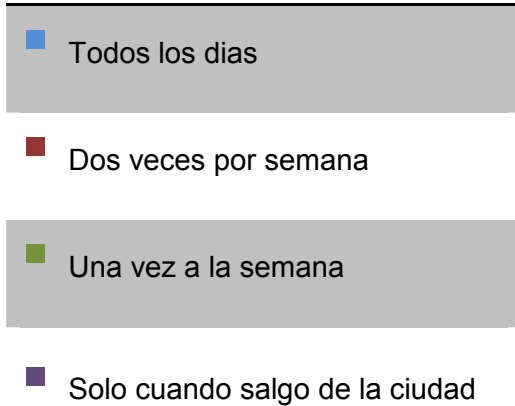 Todos los dias
Dos veces por semana
Una vez a la semana
Solo cuando salgo de la ciudad